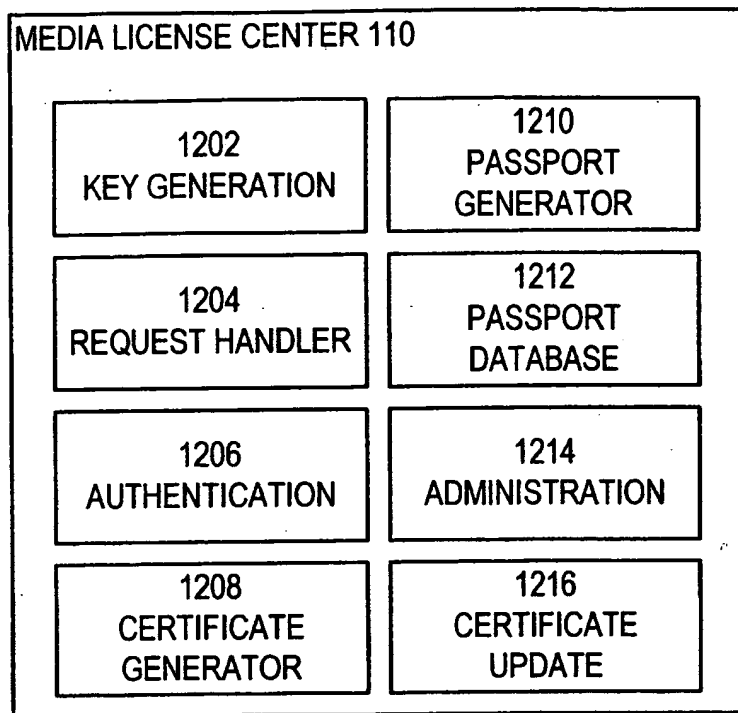 MEDIA LICENSE CENTER 110
1202
KEY GENERATION
1210
PASSPORT
GENERATOR
1204
REQUEST HANDLER
1212
PASSPORT
DATABASE
1206
AUTHENTICATION
1214
ADMINISTRATION
1208
CERTIFICATE
GENERATOR
1216
CERTIFICATE
UPDATE